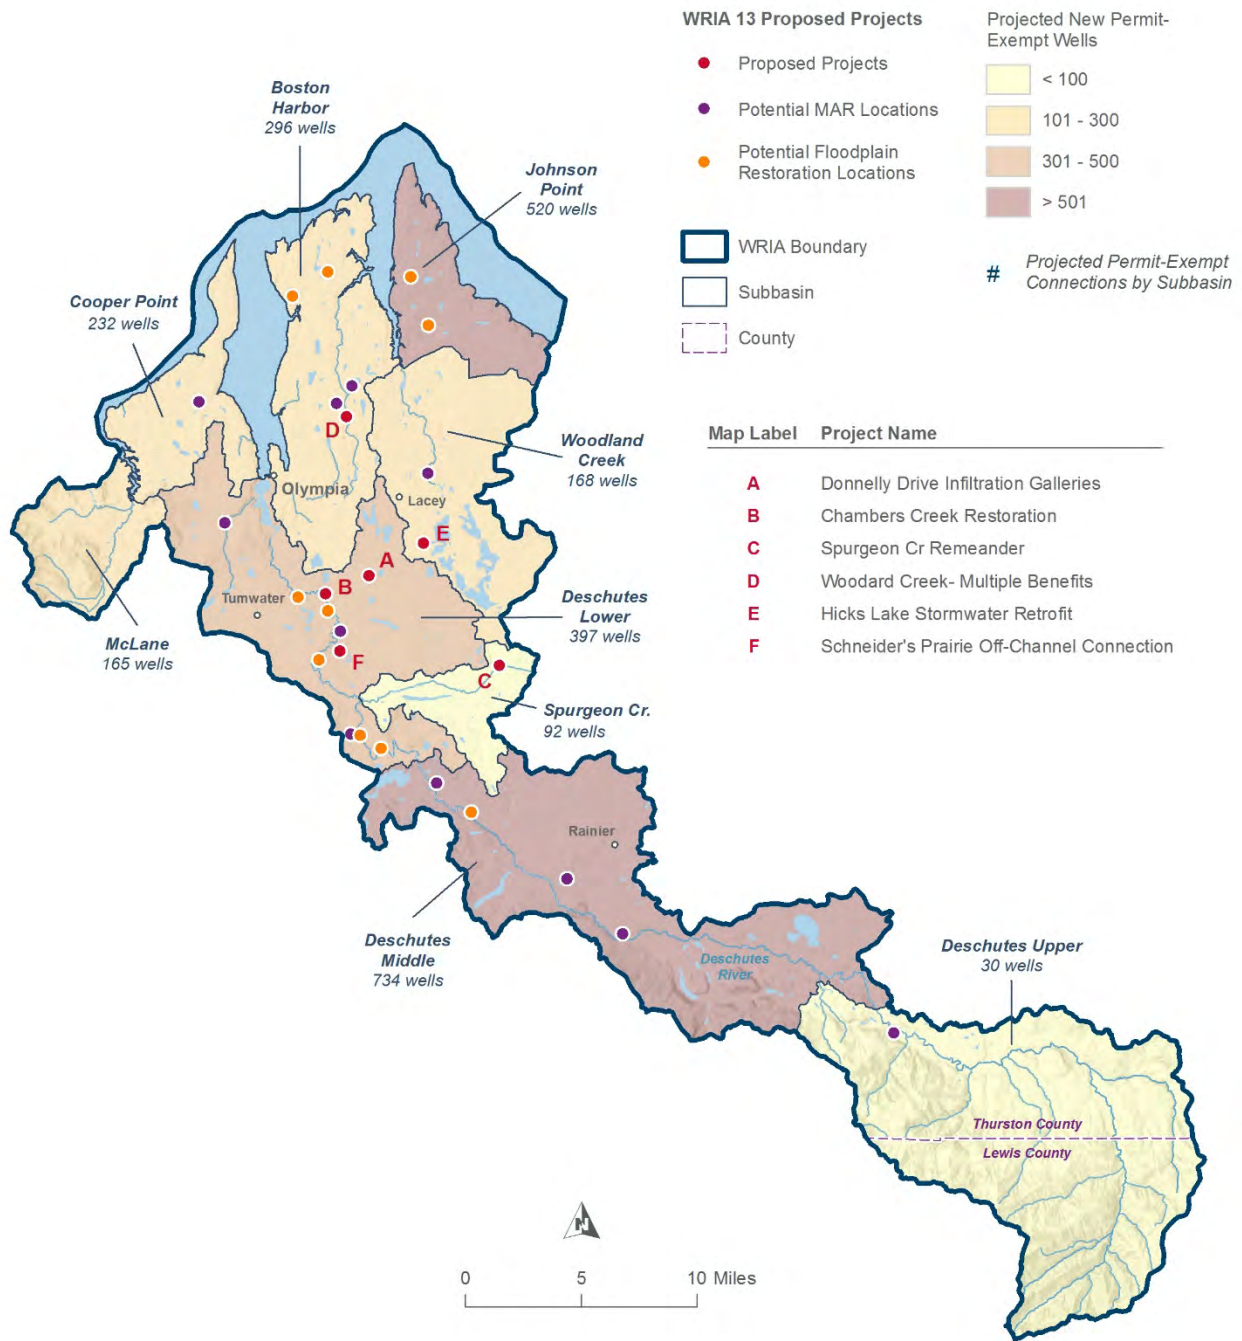 WRIA 13 Proposed Projects
Proposed Projects
Potential MAR Locations
Potential Floodplain
Restoration Locations
WRIA Boundary
Subbasin
County
Projected New Permit-
Exempt Wells
< 100
101 - 300
301 - 500
> 501
# Projected Permit-Exempt
Connections by Subbasin
Map Label Project Name
A Donnelly Drive Infiltration Galleries
B Chambers Creek Restoration
C Spurgeon Cr Remeander
D Woodard Creek- Multiple Benefits
E Hicks Lake Stormwater Retrofit
F Schneider's Prairie Off-Channel Connection
Boston
Harbor
296 wells
Johnson
Point
520 wells
Cooper Point
232 wells
D
Woodland
Creek
168 wells
Olympia
Lacey
E
A
B
Tumwater
Deschutes
Lower
397 wells
McLane
165 wells
F
C
Spurgeon Cr.
92 wells
Rainier
Deschutes
Middle
734 wells
Deschutes
River
Deschutes Upper
30 wells
Thurston County
Lewis County
N
0 5 10 Miles